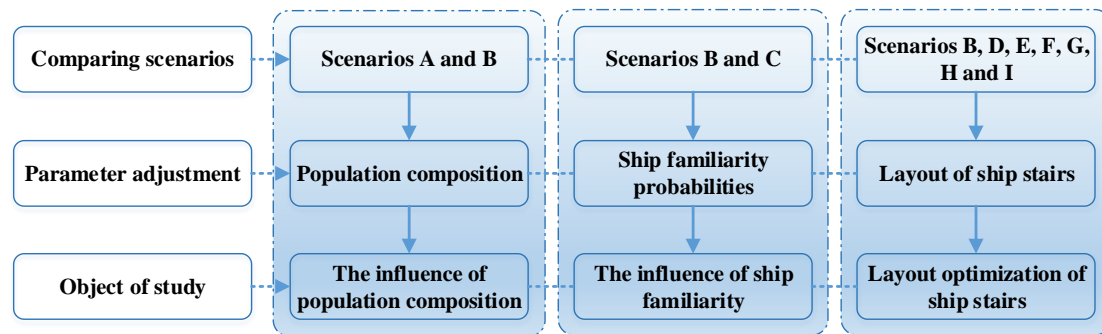 Comparing scenarios
Scenarios A and B
Scenarios B and C
Scenarios B, D, E, F, G,
H and I
Parameter adjustment
Population composition
Ship familiarity
probabilities
Layout of ship stairs
Object of study
The influence of
population composition
The influence of ship
familiarity
Layout optimization of
ship stairs